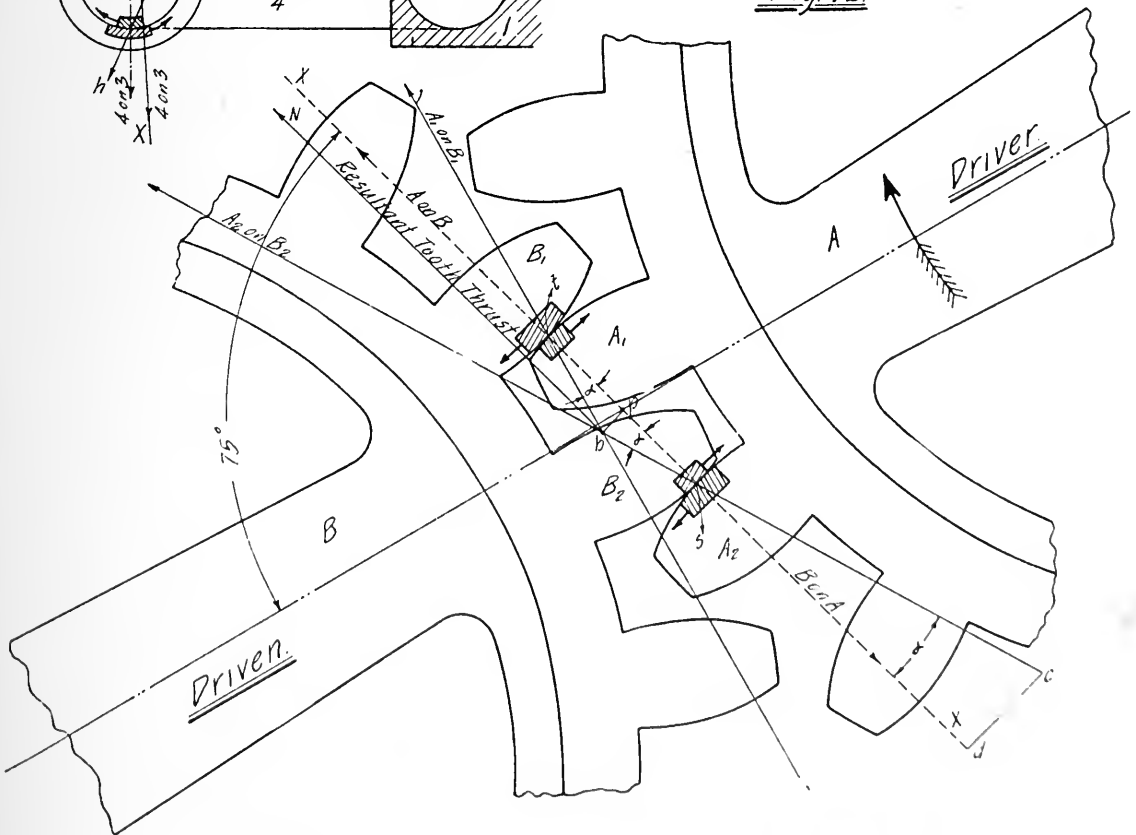 4
1
h
4 on 3
4 on 3
X
X
N
A₁ on B₁
Driver.
A on B
Resultant Tooth Thrust
A₂ on B₂
A
B₁
r
A₁
α
p
α
b
B₂
75°
S
A₂
B
B on A
α
c
Driven.
X
d